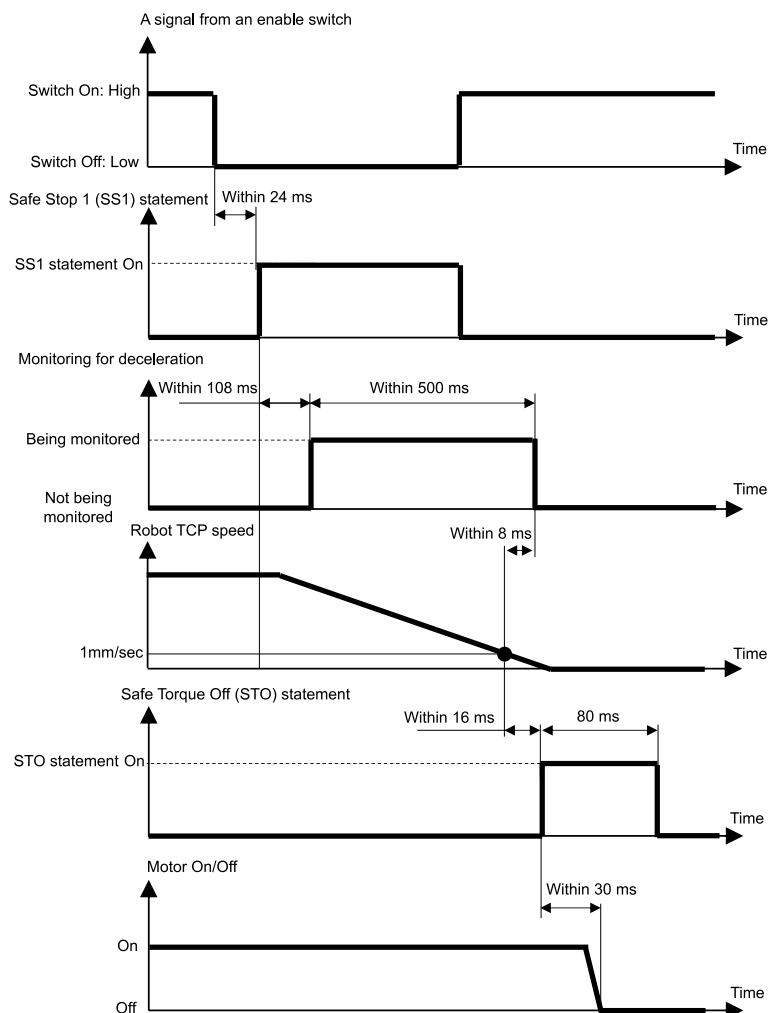 A signal from an enable switch
Switch On: High
Switch Off: Low
Time
Within 24 ms
Safe Stop 1 (SS1) statement
SS1 statement On
Time
Monitoring for deceleration
Within 108 ms
Within 500 ms
Being monitored
Not being
monitored
Time
Robot TCP speed
Within 8 ms
1mm/sec
Time
Safe Torque Off (STO) statement
Within 16 ms
80 ms
STO statement On
Time
Motor On/Off
Within 30 ms
On
Off
Time